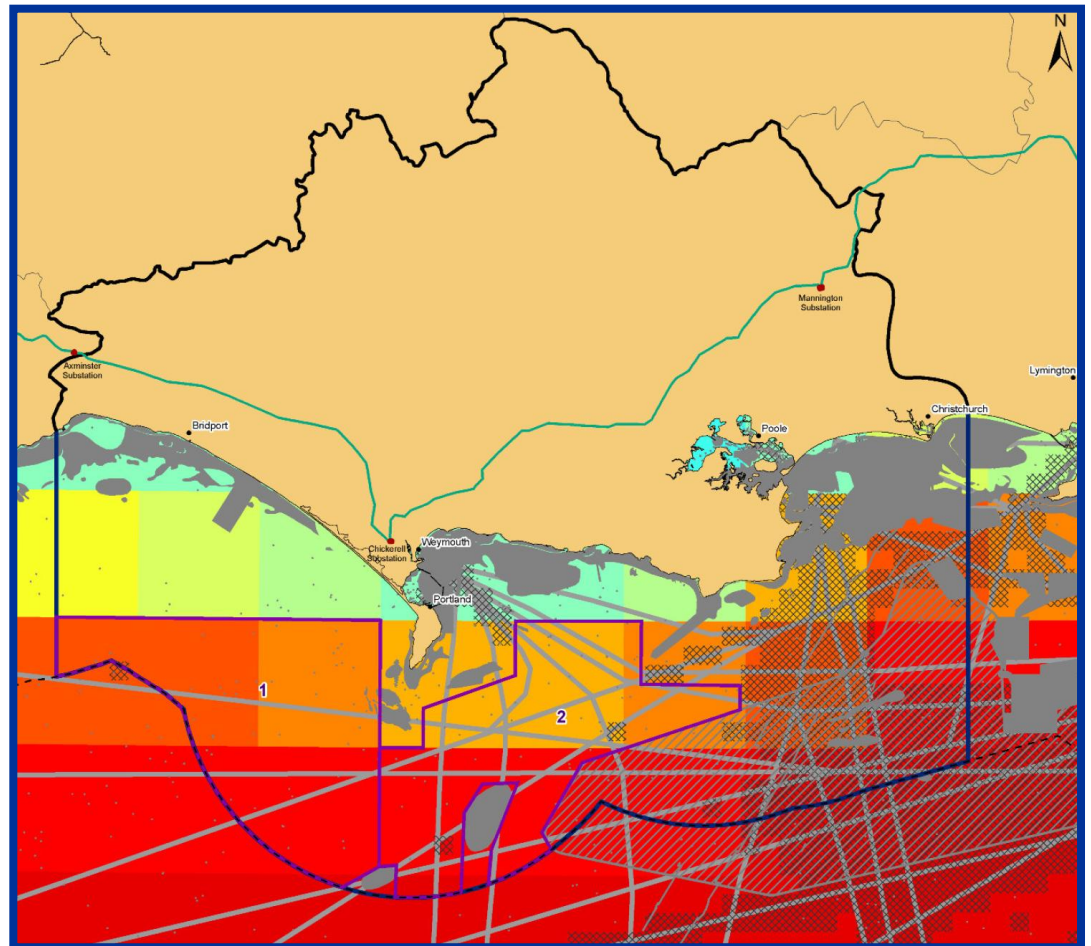 N
Mannington
Substation
Axminster
Substation
Lymington
Christchurch
Bridport
Poole
Chickerell
Substation
Weymouth
Portland
1
2